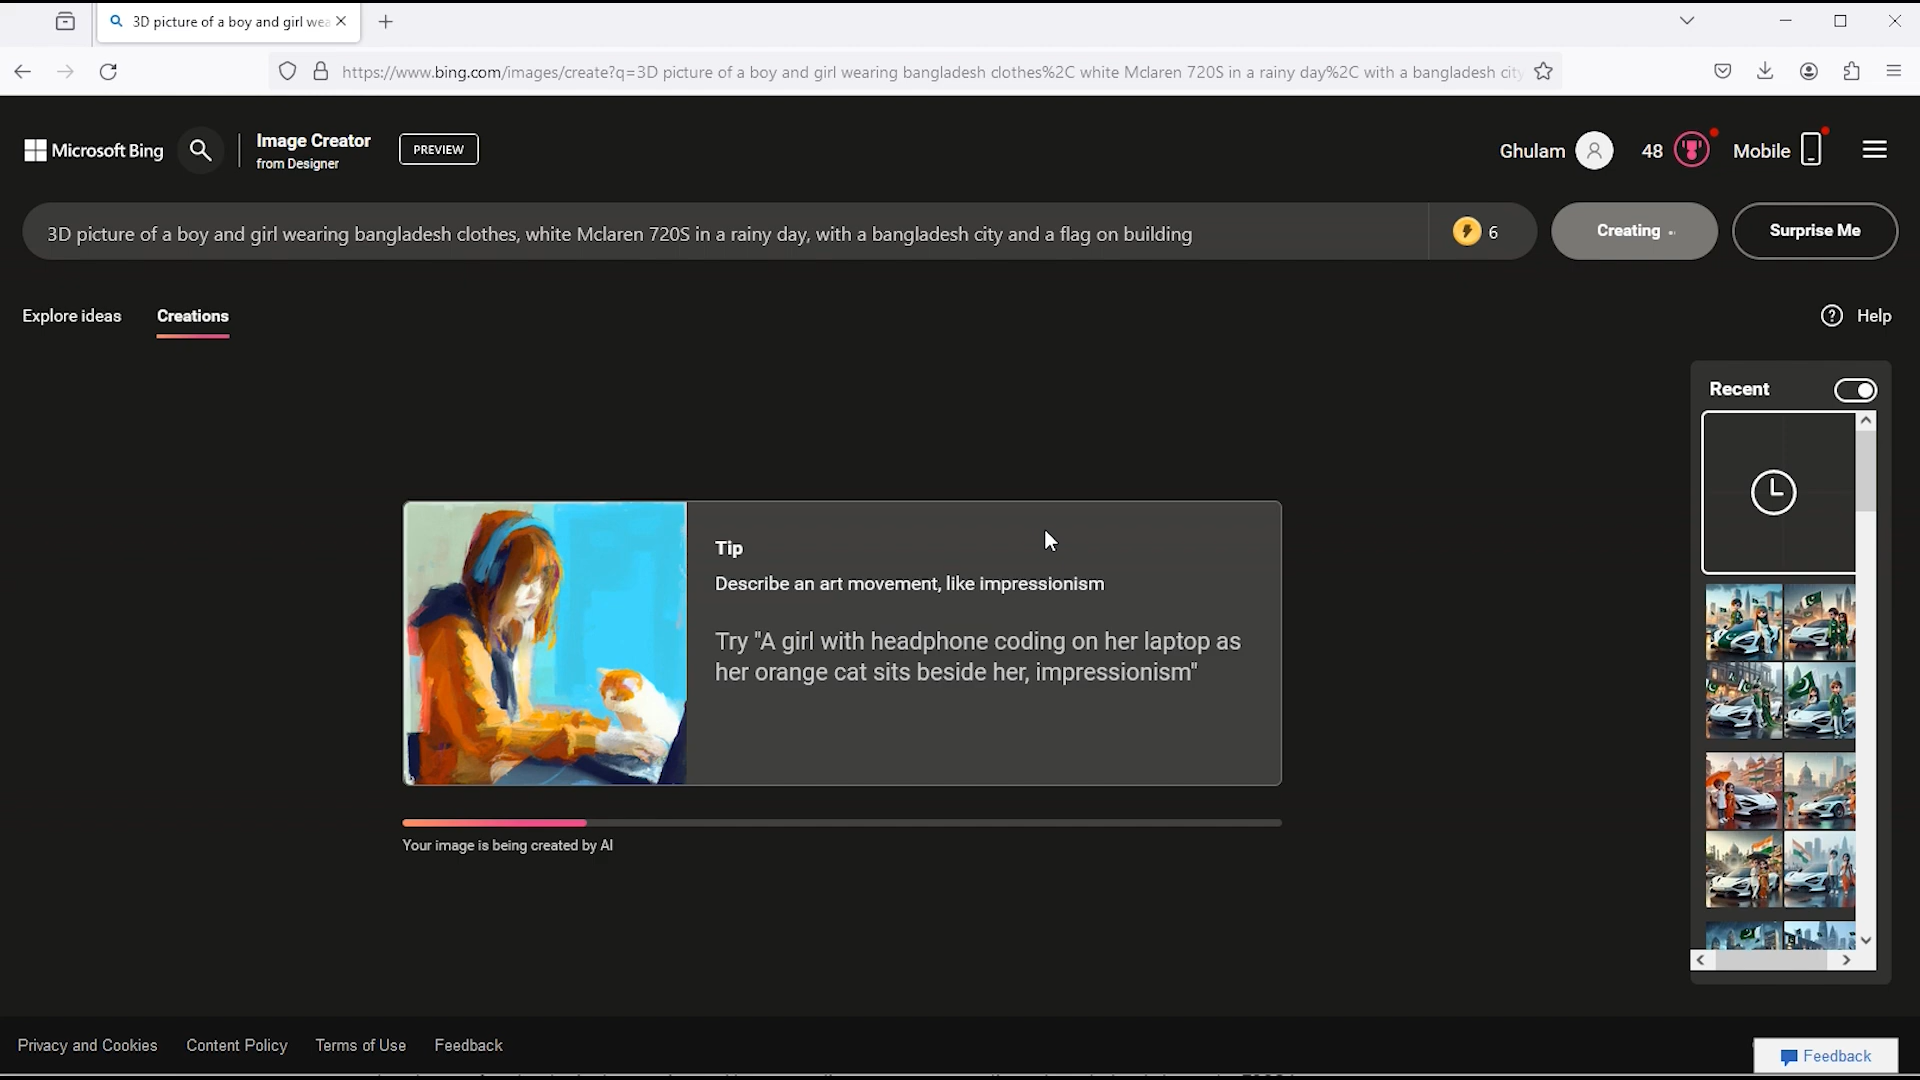 3D picture of a boy and girl wea
https://www.bing.com/images/create?q=3D picture of a boy and girl wearing bangladesh clothes%2C white Mclaren 720S in a rainy day%2C with a bangladesh city
Microsoft Bing
Image Creator
from Designer
PREVIEW
Ghulam
48
Mobile
3D picture of a boy and girl wearing bangladesh clothes, white Mclaren 720S in a rainy day, with a bangladesh city and a flag on building
6
Creating
Surprise Me
Explore ideas
Creations
Help
Recent
Tip
Describe an art movement, like impressionism
Try "A girl with headphone coding on her laptop as
her orange cat sits beside her, impressionism"
Your image is being created by AI
Privacy and Cookies
Content Policy
Terms of Use
Feedback
Feedback